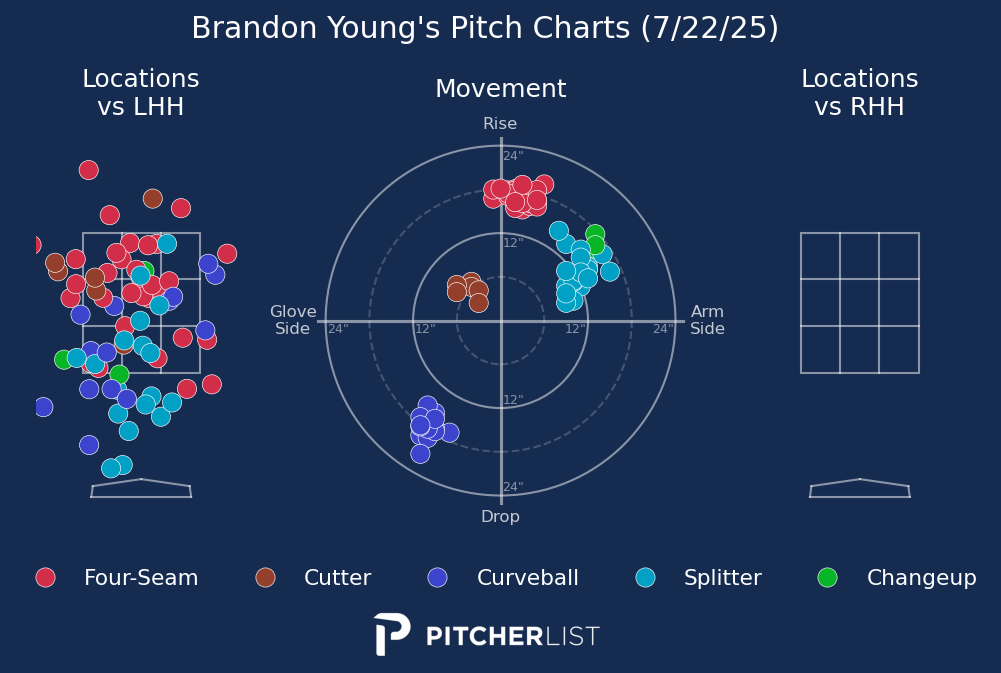 Brandon Young's Pitch Charts (7/22/25)
Locations
vs LHH
Movement
Locations
vs RHH
Rise
24"
12"
Glove
Side
24"
12"
12"
24"
Arm
Side
12"
24"
Drop
Four-Seam
Cutter
Curveball
Splitter
Changeup
PITCHERLIST